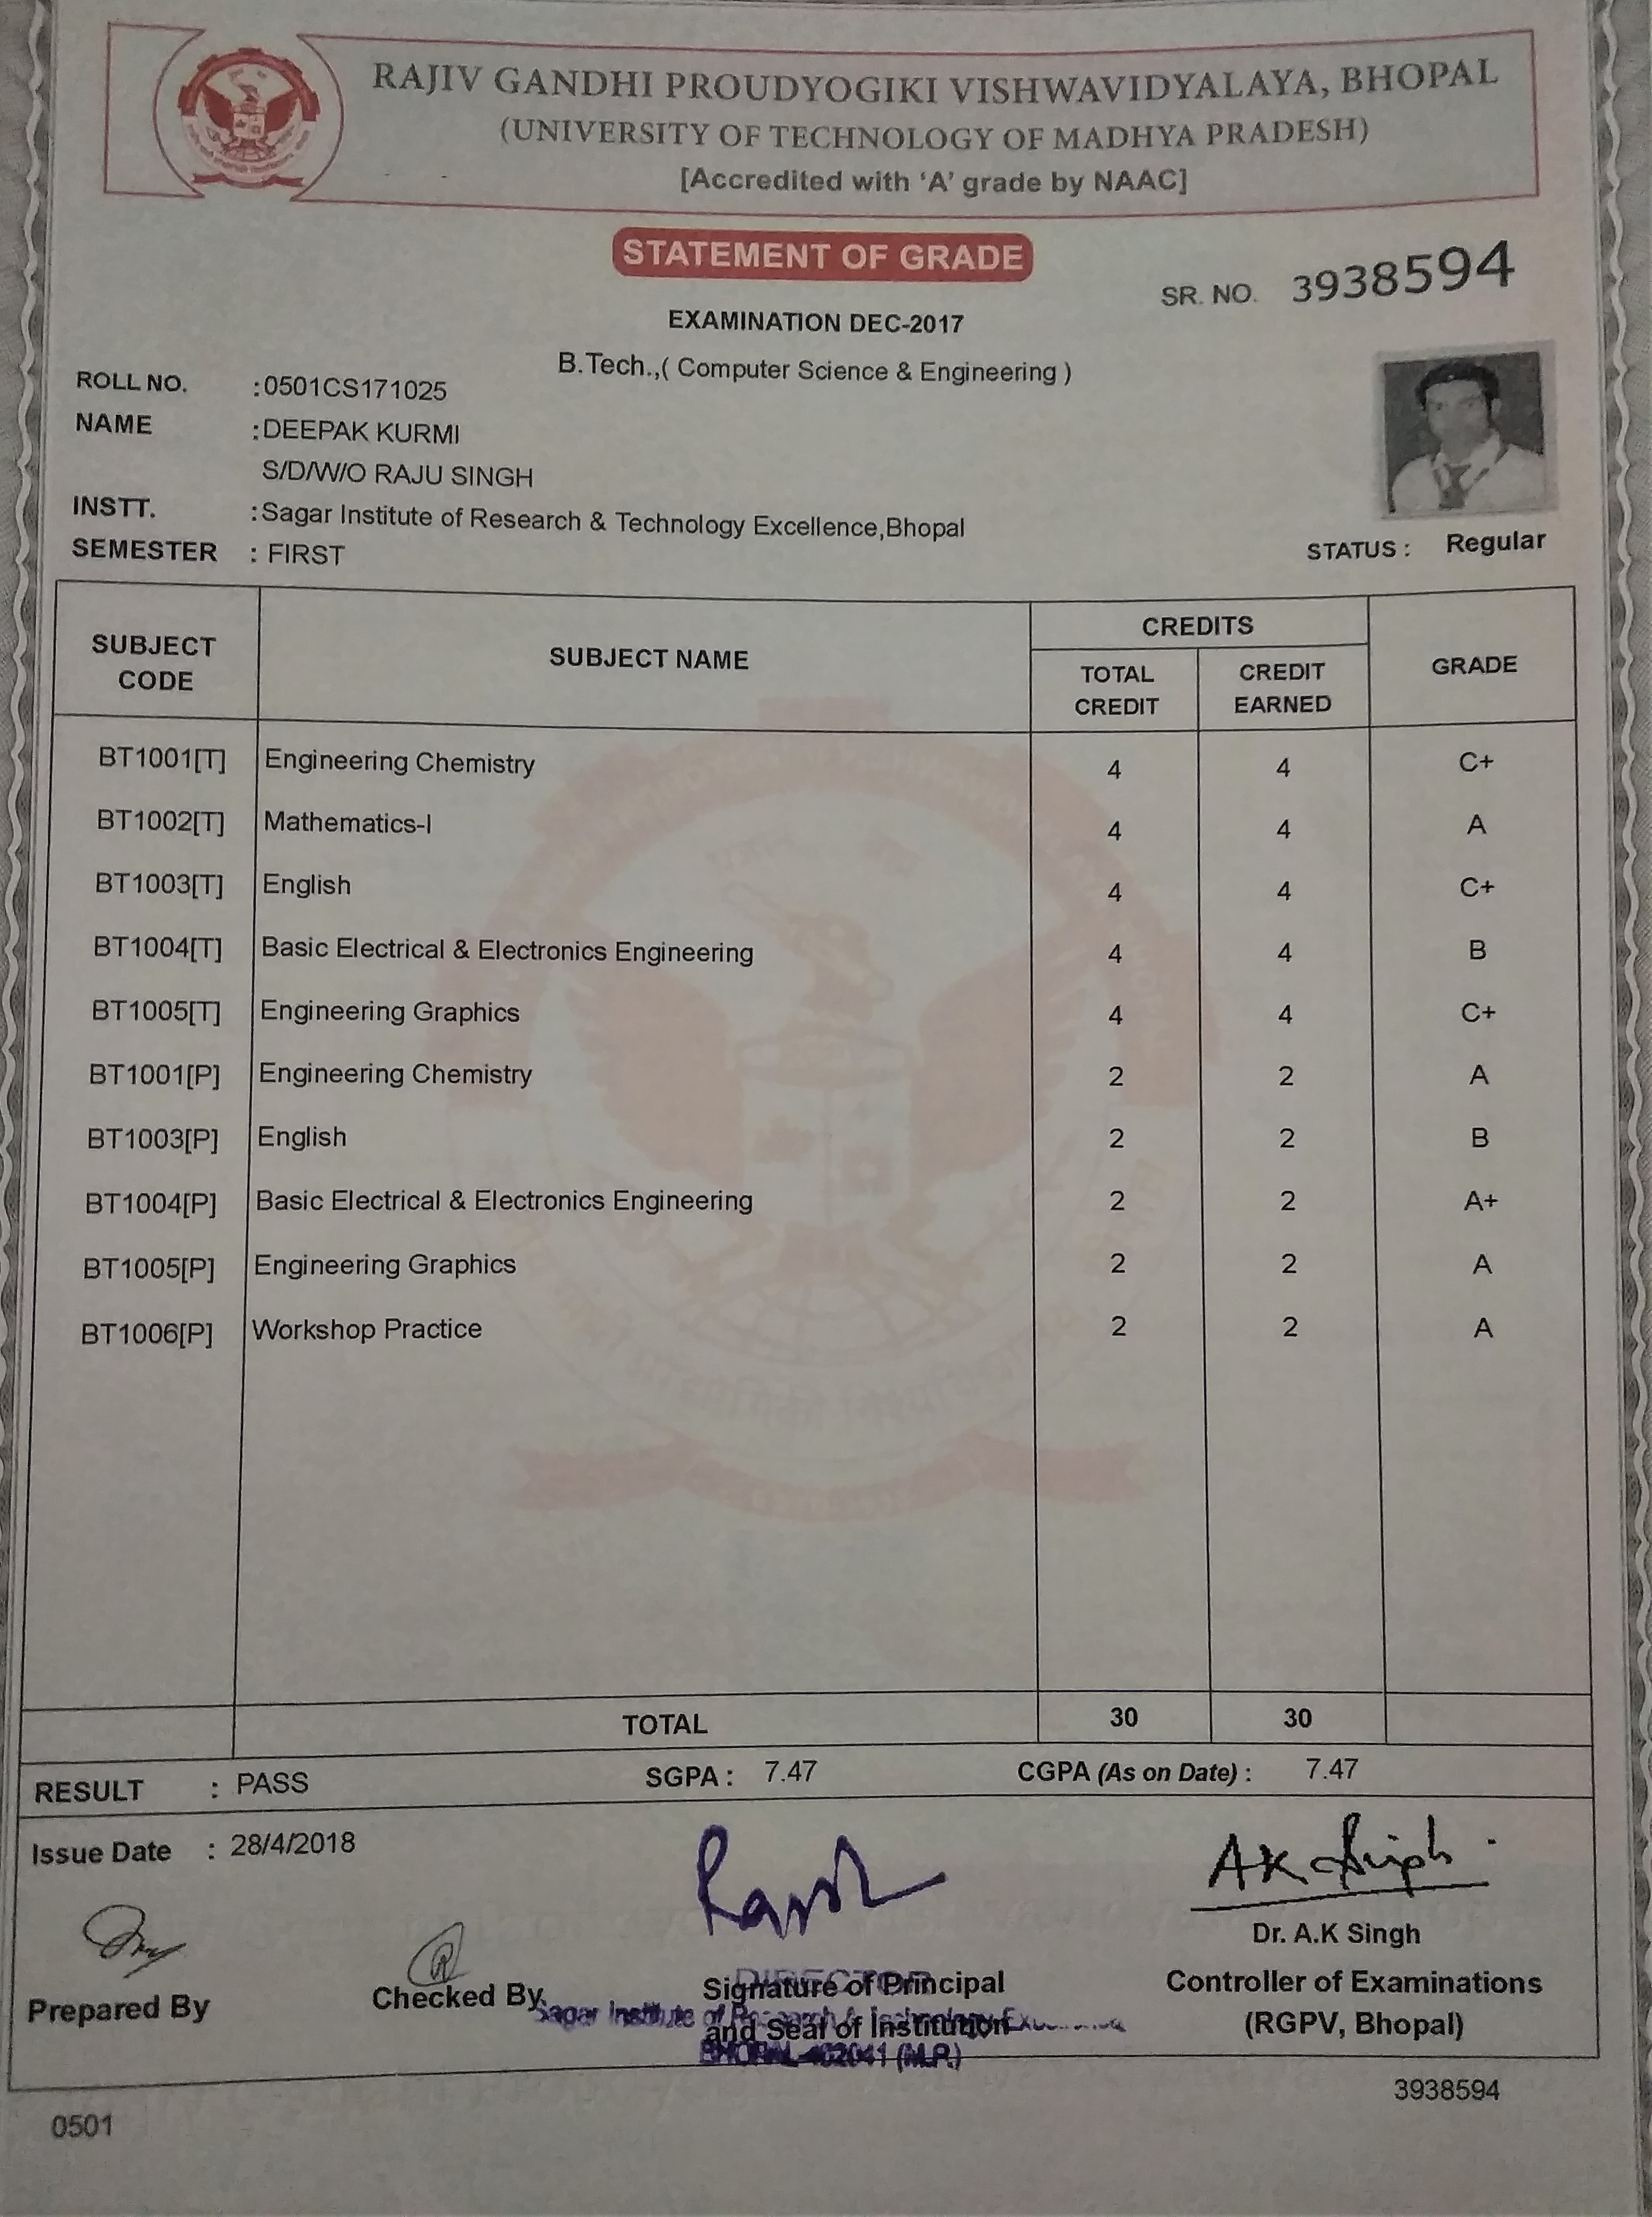 RAJIV GANDHI PROUDYOGIKI VISHWAVIDYALAYA, BHOPAL
(UNIVERSITY OF TECHNOLOGY OF MADHYA PRADESH)
[Accredited with ‘A’ grade by NAAC]
STATEMENT OF GRADE
SR. NO. 3938594
EXAMINATION DEC-2017
B.Tech.,( Computer Science & Engineering )
ROLL NO. :0501CS171025
NAME :DEEPAK KURMI
S/D/W/O RAJU SINGH
INSTT. :Sagar Institute of Research & Technology Excellence,Bhopal
SEMESTER : FIRST
STATUS : Regular
SUBJECT CODE SUBJECT NAME CREDITS TOTAL CREDIT CREDIT EARNED GRADE
BT1001[T] Engineering Chemistry 4 4 C+
BT1002[T] Mathematics-I 4 4 A
BT1003[T] English 4 4 C+
BT1004[T] Basic Electrical & Electronics Engineering 4 4 B
BT1005[T] Engineering Graphics 4 4 C+
BT1001[P] Engineering Chemistry 2 2 A
BT1003[P] English 2 2 B
BT1004[P] Basic Electrical & Electronics Engineering 2 2 A+
BT1005[P] Engineering Graphics 2 2 A
BT1006[P] Workshop Practice 2 2 A
TOTAL 30 30
RESULT : PASS SGPA : 7.47 CGPA (As on Date) : 7.47
Issue Date : 28/4/2018
AK Singh
Dr. A.K Singh
Prepared By
Checked By
DIRECTOR
Signature of Principal
Sagar Institute of Research & Technology
and Seal of Institution
BHOPAL-462041 (M.P.)
Controller of Examinations
(RGPV, Bhopal)
3938594
0501